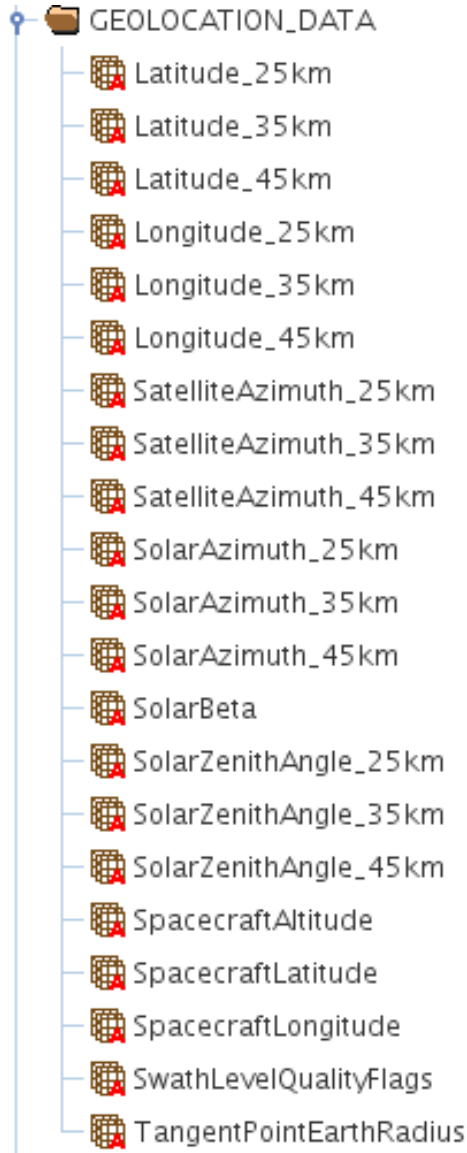 GEOLOCATION_DATA
Latitude_25km
Latitude_35km
Latitude_45km
Longitude_25km
Longitude_35km
Longitude_45km
SatelliteAzimuth_25km
SatelliteAzimuth_35km
SatelliteAzimuth_45km
SolarAzimuth_25km
SolarAzimuth_35km
SolarAzimuth_45km
SolarBeta
SolarZenithAngle_25km
SolarZenithAngle_35km
SolarZenithAngle_45km
SpacecraftAltitude
SpacecraftLatitude
SpacecraftLongitude
SwathLevelQualityFlags
TangentPointEarthRadius